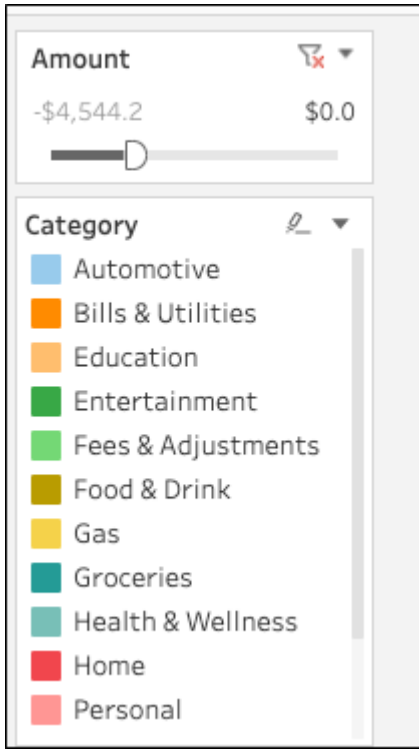 Amount
-$4,544.2 $0.0
Category
Automotive
Bills & Utilities
Education
Entertainment
Fees & Adjustments
Food & Drink
Gas
Groceries
Health & Wellness
Home
Personal